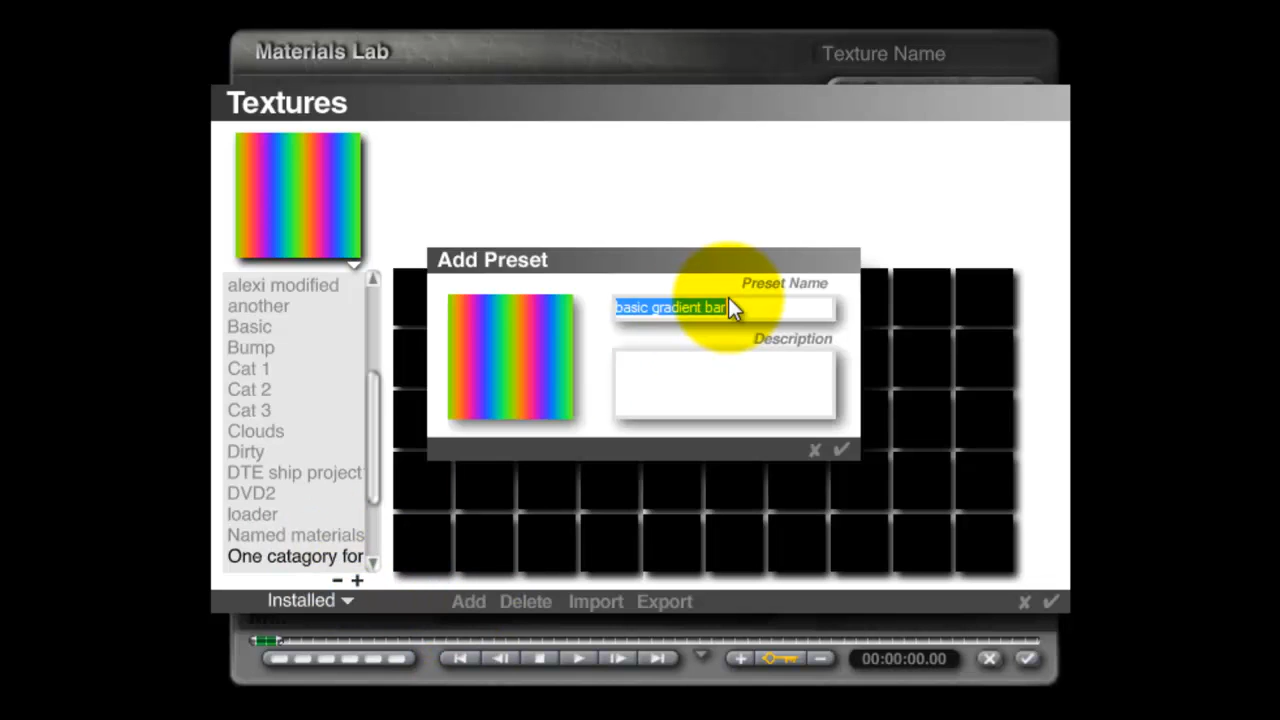 Materials Lab
Texture Name
Textures
Add Preset
Preset Name
basic gradient bar
Description
alexi modified
another
Basic
Bump
Cat 1
Cat 2
Cat 3
Clouds
Dirty
DTE ship project
DVD2
loader
Named materials
One catagory for
Installed
Add Delete Import Export
00:00:00.00